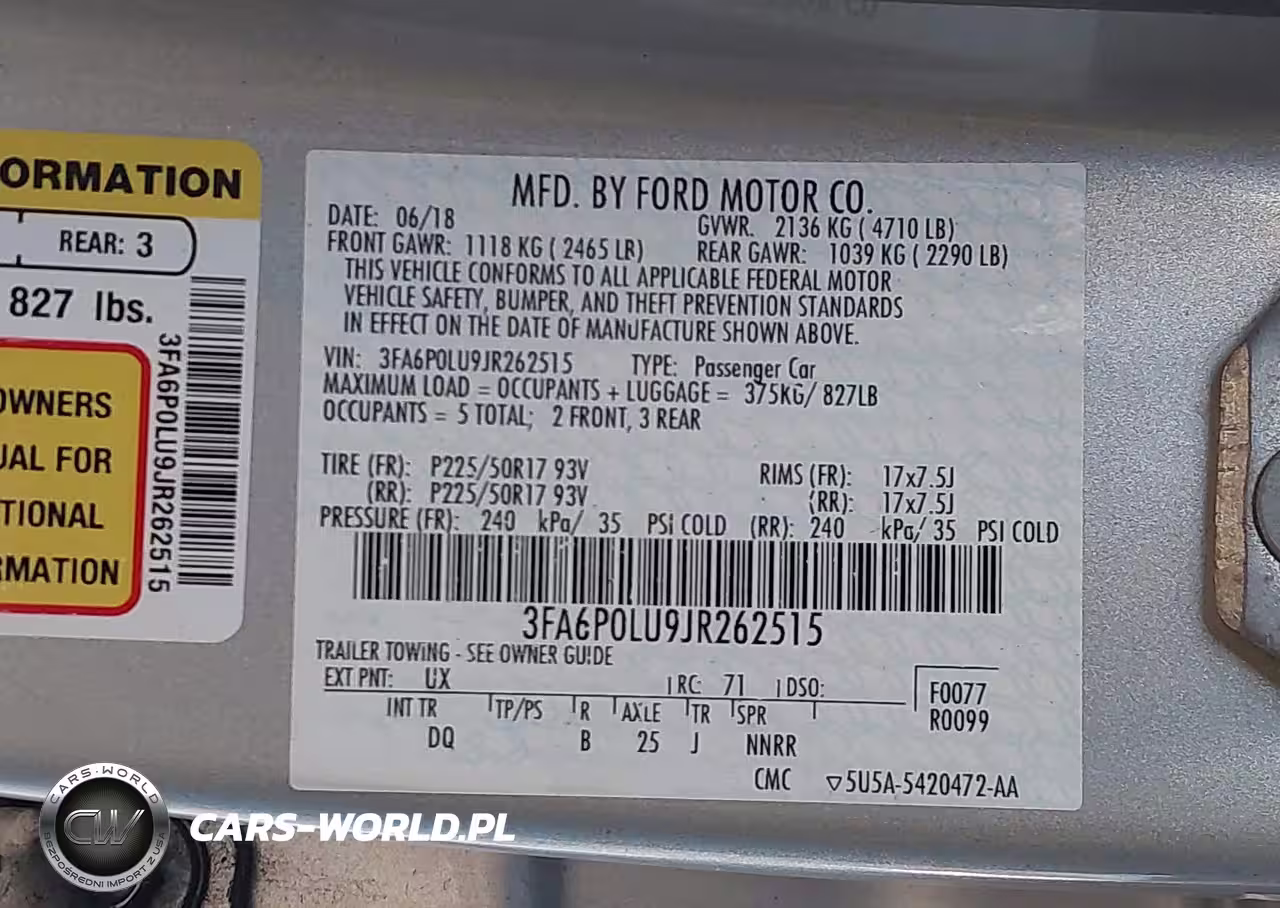 ORMATION
REAR: 3
827 lbs.
3FA6P0LU9JR262515
OWNERS
UAL FOR
TIONAL
RMATION
MFD. BY FORD MOTOR CO.
DATE: 06/18 GVWR. 2136 KG ( 4710 LB)
FRONT GAWR: 1118 KG ( 2465 LB) REAR GAWR: 1039 KG ( 2290 LB)
THIS VEHICLE CONFORMS TO ALL APPLICABLE FEDERAL MOTOR
VEHICLE SAFETY, BUMPER, AND THEFT PREVENTION STANDARDS
IN EFFECT ON THE DATE OF MANUFACTURE SHOWN ABOVE.
VIN: 3FA6P0LU9JR262515 TYPE: Passenger Car
MAXIMUM LOAD = OCCUPANTS + LUGGAGE = 375KG/ 827LB
OCCUPANTS = 5 TOTAL; 2 FRONT, 3 REAR
TIRE (FR): P225/50R17 93V RIMS (FR): 17x7.5J
(RR): P225/50R17 93V (RR): 17x7.5J
PRESSURE (FR): 240 kPa/ 35 PSI COLD (RR): 240 kPa/ 35 PSI COLD
3FA6P0LU9JR262515
TRAILER TOWING - SEE OWNER GUIDE
EXT PNT: UX RC: 71 DSO:
F0077
R0099
INT TR TP/PS R AXLE TR SPR
DQ B 25 J NNRR
CMC ▽5U5A-5420472-AA
CARS-WORLD
CW
BEZPOŚREDNI IMPORT Z USA
CARS-WORLD.PL